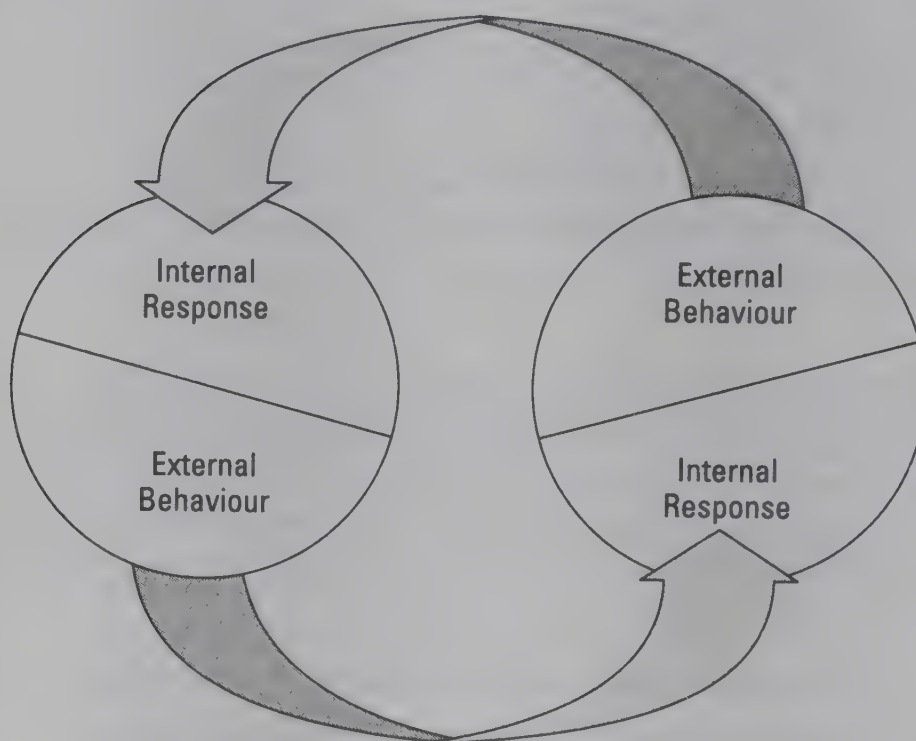 Internal
Response
External
Behaviour
External
Behaviour
Internal
Response